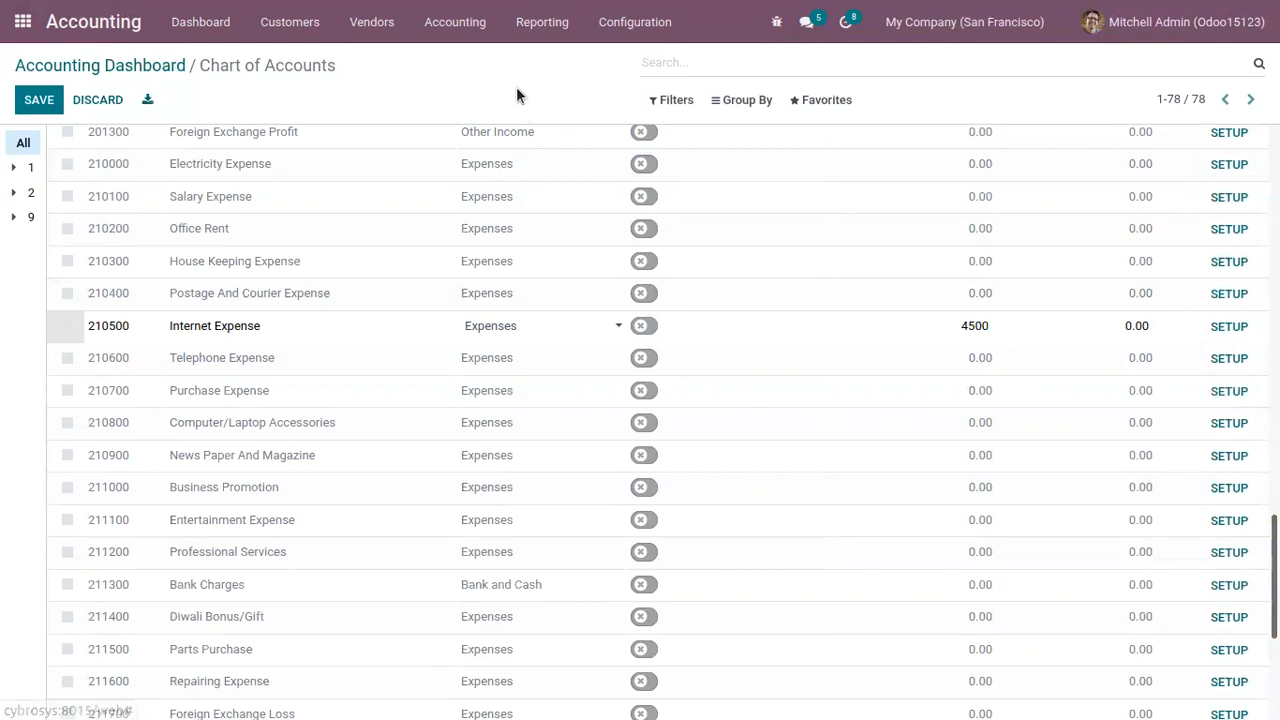 Accounting Dashboard Customers Vendors Accounting Reporting Configuration 5 8 My Company (San Francisco) Mitchell Admin (Odoo15123)
Accounting Dashboard / Chart of Accounts Search...
SAVE DISCARD Filters Group By Favorites 1-78 / 78
All
1
2
9
201300 Foreign Exchange Profit Other Income 0.00 0.00 SETUP
210000 Electricity Expense Expenses 0.00 0.00 SETUP
210100 Salary Expense Expenses 0.00 0.00 SETUP
210200 Office Rent Expenses 0.00 0.00 SETUP
210300 House Keeping Expense Expenses 0.00 0.00 SETUP
210400 Postage And Courier Expense Expenses 0.00 0.00 SETUP
210500 Internet Expense Expenses 4500 0.00 SETUP
210600 Telephone Expense Expenses 0.00 0.00 SETUP
210700 Purchase Expense Expenses 0.00 0.00 SETUP
210800 Computer/Laptop Accessories Expenses 0.00 0.00 SETUP
210900 News Paper And Magazine Expenses 0.00 0.00 SETUP
211000 Business Promotion Expenses 0.00 0.00 SETUP
211100 Entertainment Expense Expenses 0.00 0.00 SETUP
211200 Professional Services Expenses 0.00 0.00 SETUP
211300 Bank Charges Bank and Cash 0.00 0.00 SETUP
211400 Diwali Bonus/Gift Expenses 0.00 0.00 SETUP
211500 Parts Purchase Expenses 0.00 0.00 SETUP
211600 Repairing Expense Expenses 0.00 0.00 SETUP
211700 Foreign Exchange Loss Expenses 0.00 0.00 SETUP
cybrosys:8015/web#